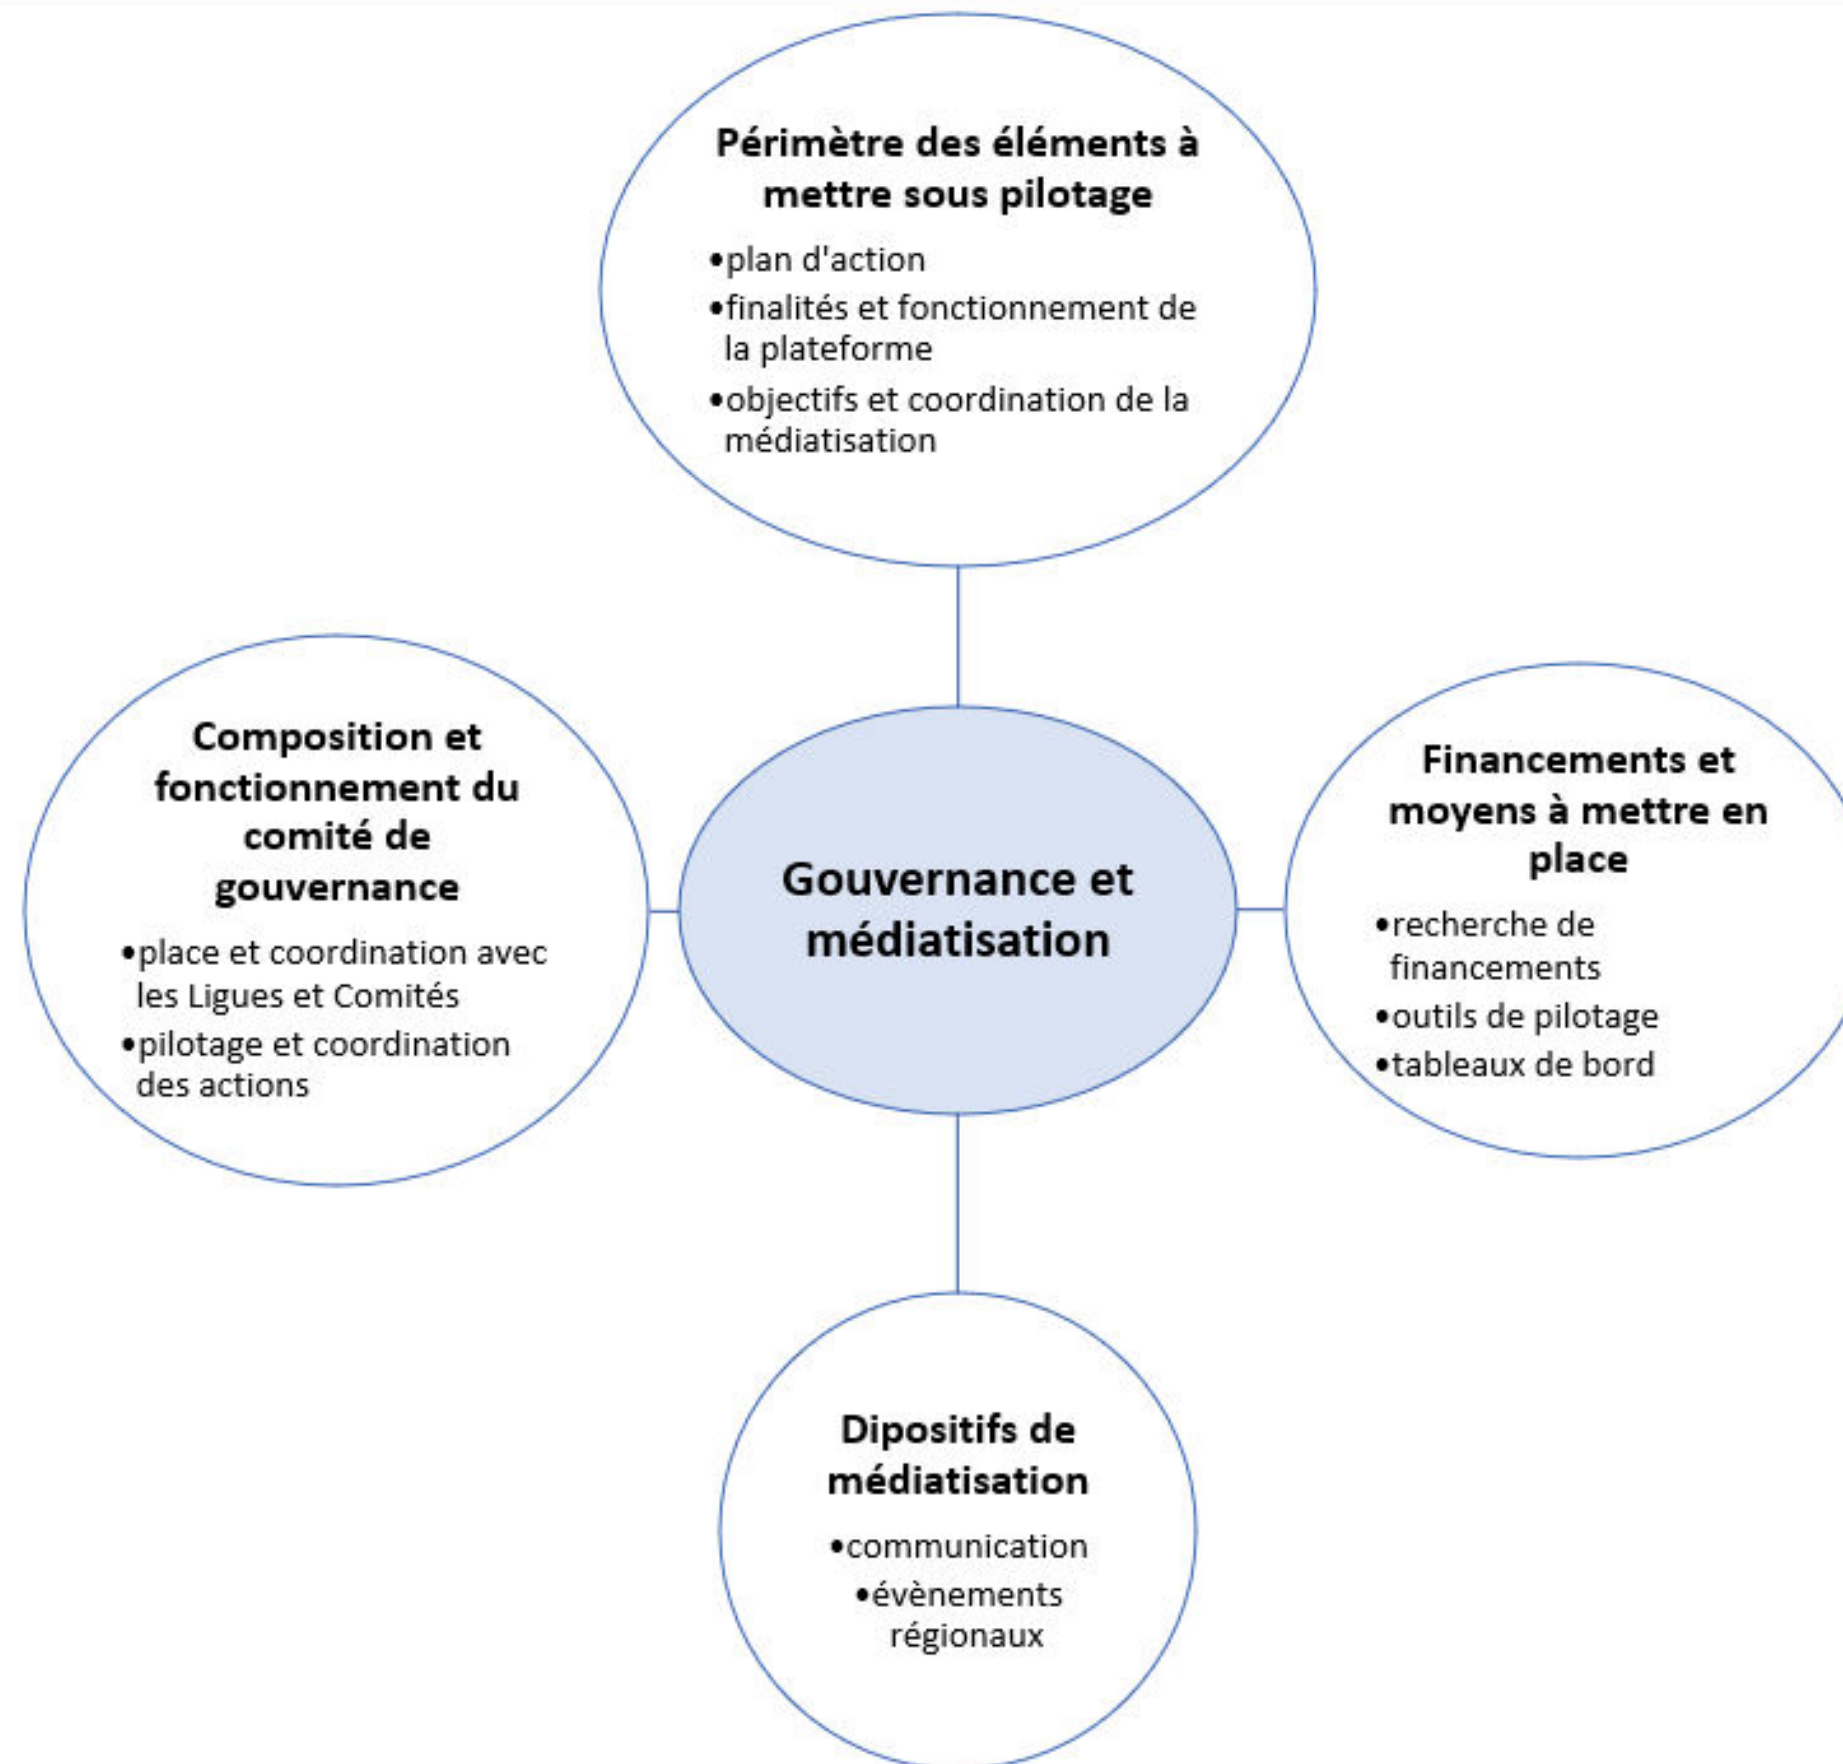 Périmètre des éléments à
mettre sous pilotage
•plan d'action
•finalités et fonctionnement de
la plateforme
•objectifs et coordination de la
médiatisation
Composition et
fonctionnement du
comité de
gouvernance
•place et coordination avec
les Ligues et Comités
•pilotage et coordination
des actions
Gouvernance et
médiatisation
Financements et
moyens à mettre en
place
•recherche de
financements
•outils de pilotage
•tableaux de bord
Dipositifs de
médiatisation
•communication
•évènements
régionaux